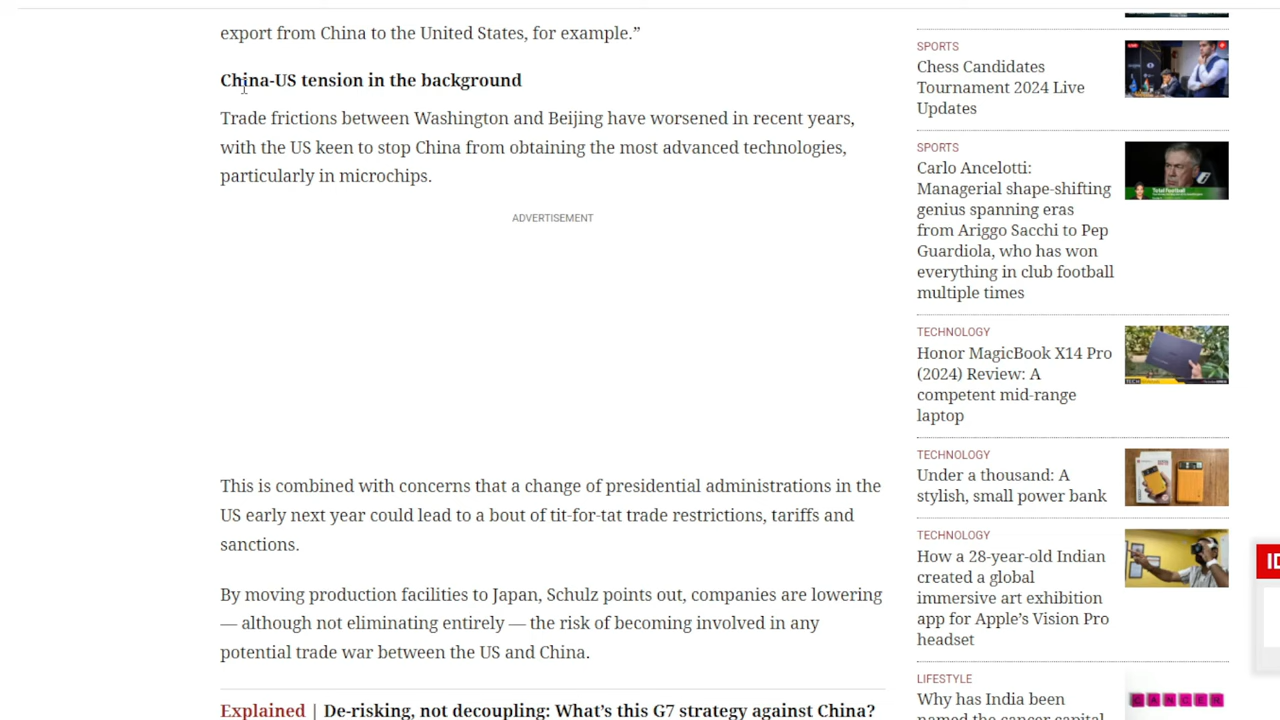 export from China to the United States, for example.”
China-US tension in the background
Trade frictions between Washington and Beijing have worsened in recent years,
with the US keen to stop China from obtaining the most advanced technologies,
particularly in microchips.
ADVERTISEMENT
This is combined with concerns that a change of presidential administrations in the
US early next year could lead to a bout of tit-for-tat trade restrictions, tariffs and
sanctions.
By moving production facilities to Japan, Schulz points out, companies are lowering
— although not eliminating entirely — the risk of becoming involved in any
potential trade war between the US and China.
Explained | De-risking, not decoupling: What’s this G7 strategy against China?
SPORTS
Chess Candidates
Tournament 2024 Live
Updates
SPORTS
Carlo Ancelotti:
Managerial shape-shifting
genius spanning eras
from Ariggo Sacchi to Pep
Guardiola, who has won
everything in club football
multiple times
TECHNOLOGY
Honor MagicBook X14 Pro
(2024) Review: A
competent mid-range
laptop
TECHNOLOGY
Under a thousand: A
stylish, small power bank
TECHNOLOGY
How a 28-year-old Indian
created a global
immersive art exhibition
app for Apple’s Vision Pro
headset
LIFESTYLE
Why has India been
named the cancer capital
CANCER